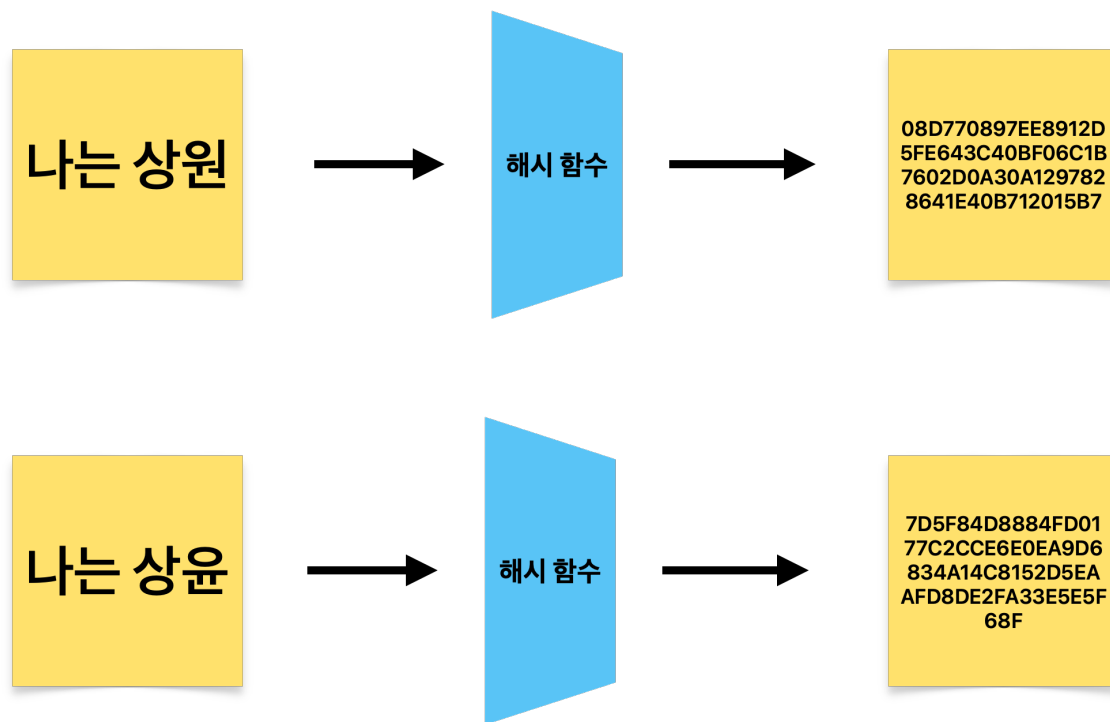 나는 상원
해시 함수
08D770897EE8912D
5FE643C40BF06C1B
7602D0A30A129782
8641E40B712015B7
나는 상윤
해시 함수
7D5F84D8884FD01
77C2CCE6E0EA9D6
834A14C8152D5EA
AFD8DE2FA33E5E5F
68F